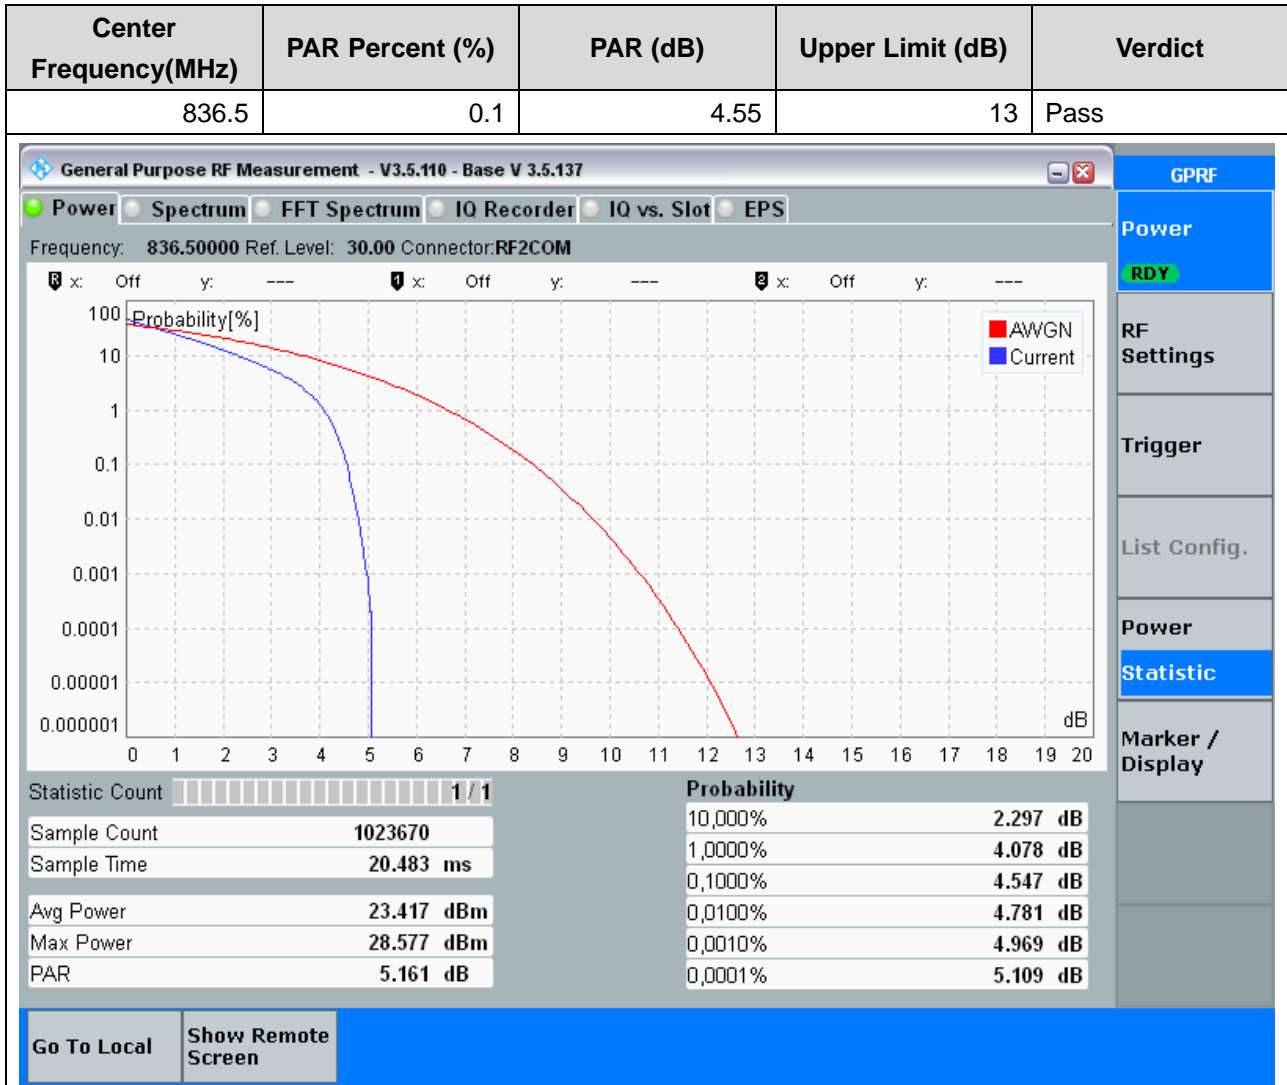 Center Frequency(MHz) PAR Percent (%) PAR (dB) Upper Limit (dB) Verdict
836.5 0.1 4.55 13 Pass
General Purpose RF Measurement - V3.5.110 - Base V 3.5.137
GPRF
Power Spectrum FFT Spectrum IQ Recorder IQ vs. Slot EPS
Frequency: 836.50000 Ref. Level: 30.00 Connector:RF2COM
R x: Off y: --- 1 x: Off y: --- 2 x: Off y: ---
Probability[%]
AWGN
Current
100
10
1
0.1
0.01
0.001
0.0001
0.00001
0.000001
dB
0 1 2 3 4 5 6 7 8 9 10 11 12 13 14 15 16 17 18 19 20
Statistic Count 1 / 1
Sample Count 1023670
Sample Time 20.483 ms
Avg Power 23.417 dBm
Max Power 28.577 dBm
PAR 5.161 dB
Probability
10,000% 2.297 dB
1,0000% 4.078 dB
0,1000% 4.547 dB
0,0100% 4.781 dB
0,0010% 4.969 dB
0,0001% 5.109 dB
Power
RDY
RF
Settings
Trigger
List Config.
Power
Statistic
Marker /
Display
Go To Local
Show Remote
Screen